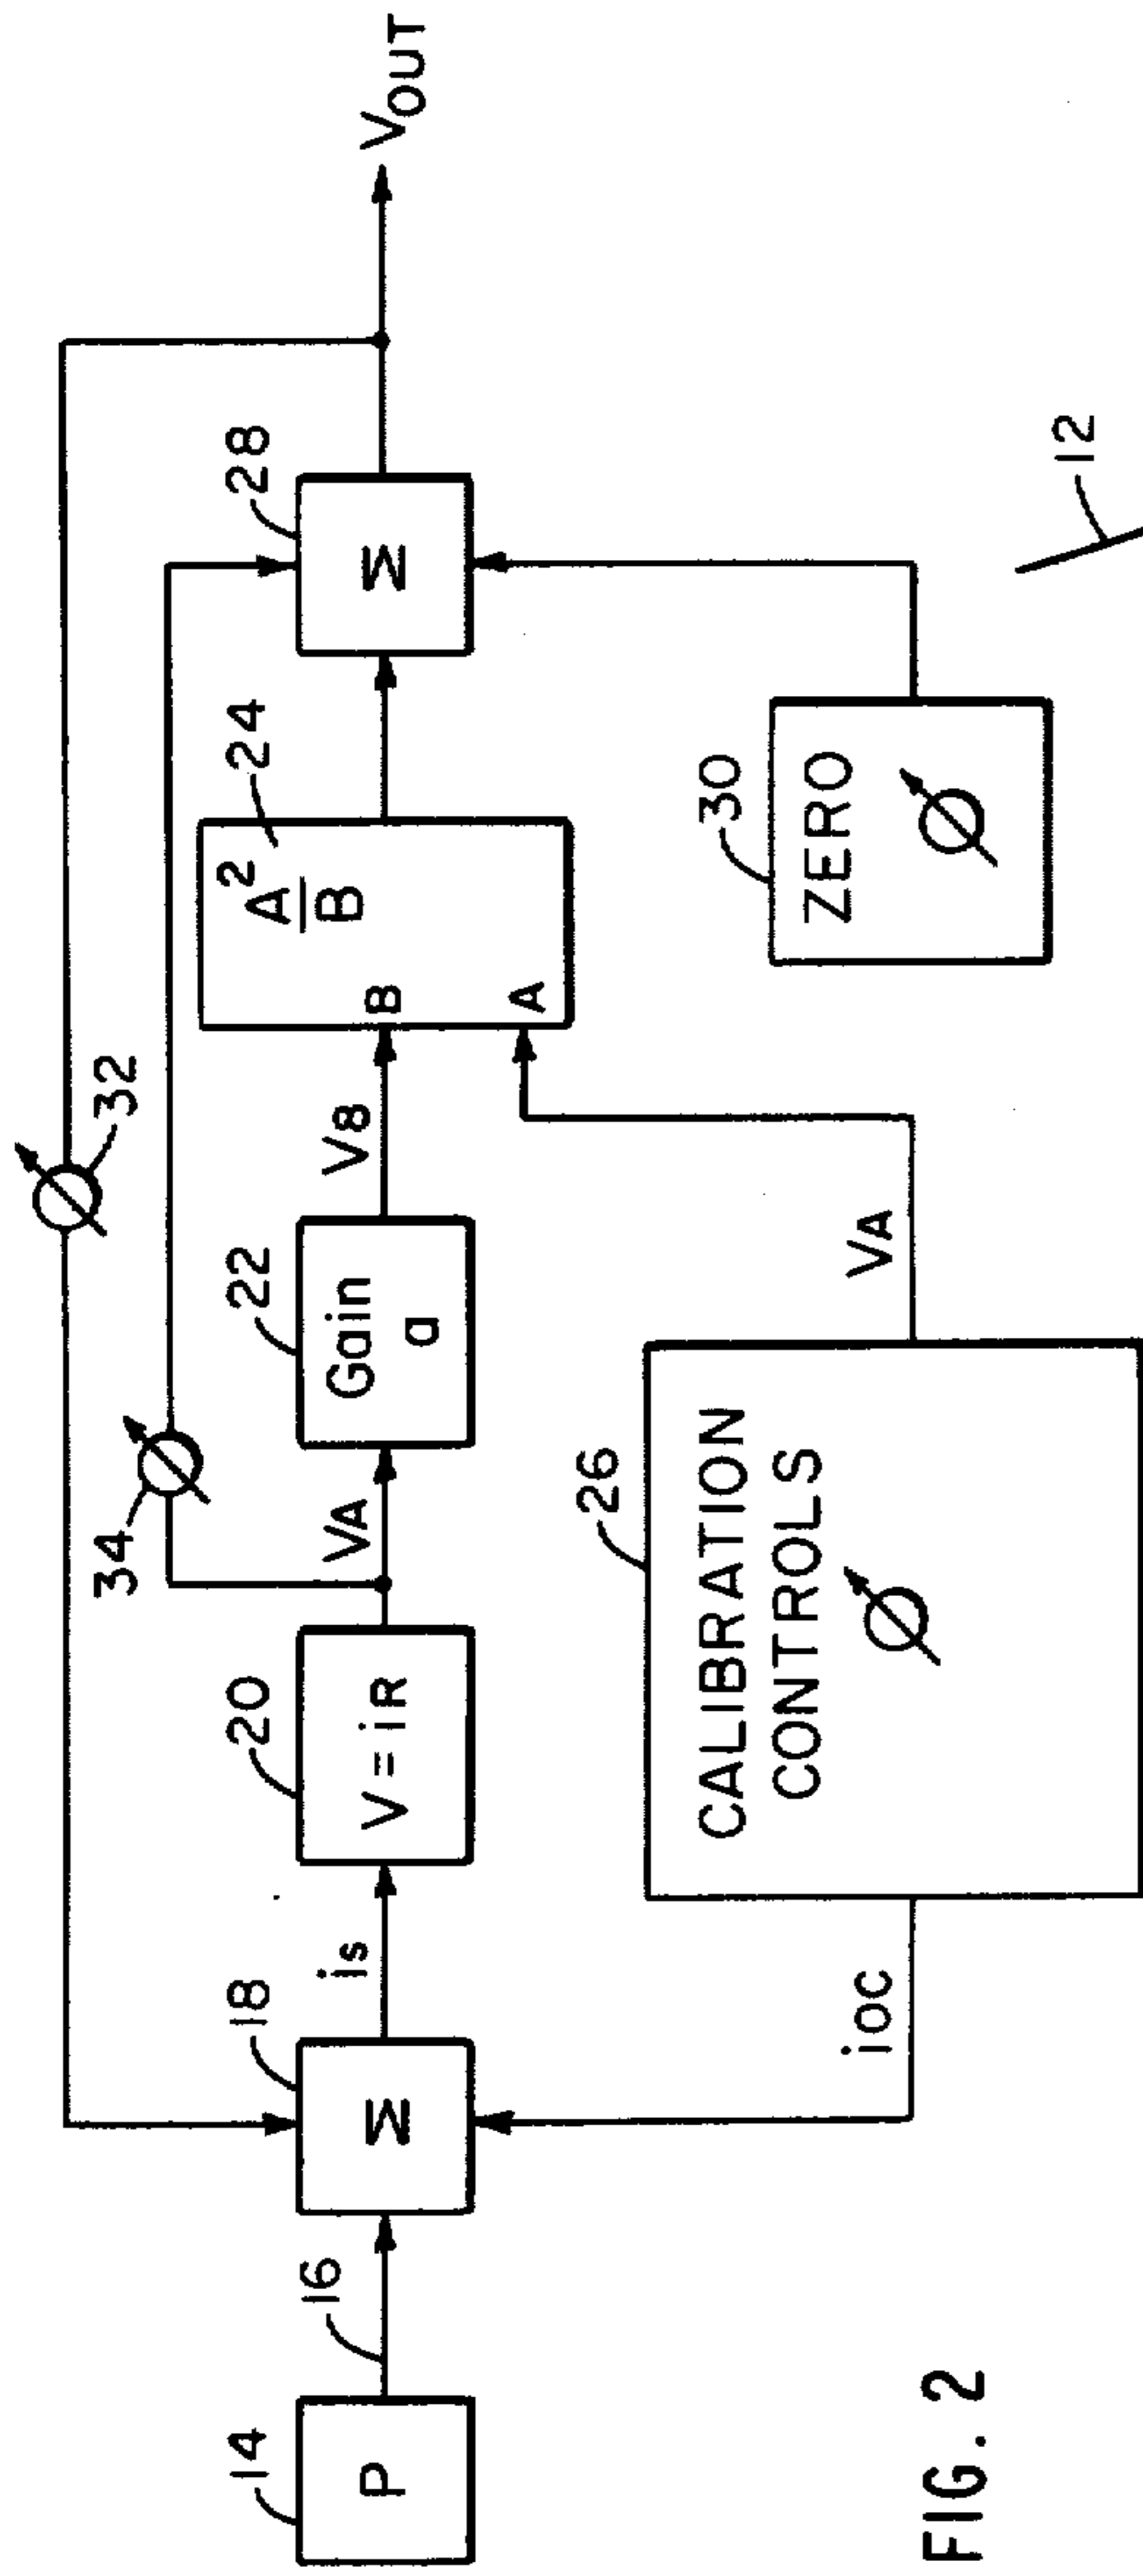 32
34
28
24
22
20
18
16
14
P
Σ
is
V = iR
VA
Gain
a
V8
B
A
A²
B
Σ
VOUT
26
CALIBRATION
CONTROLS
iOC
VA
30
ZERO
12
FIG. 2